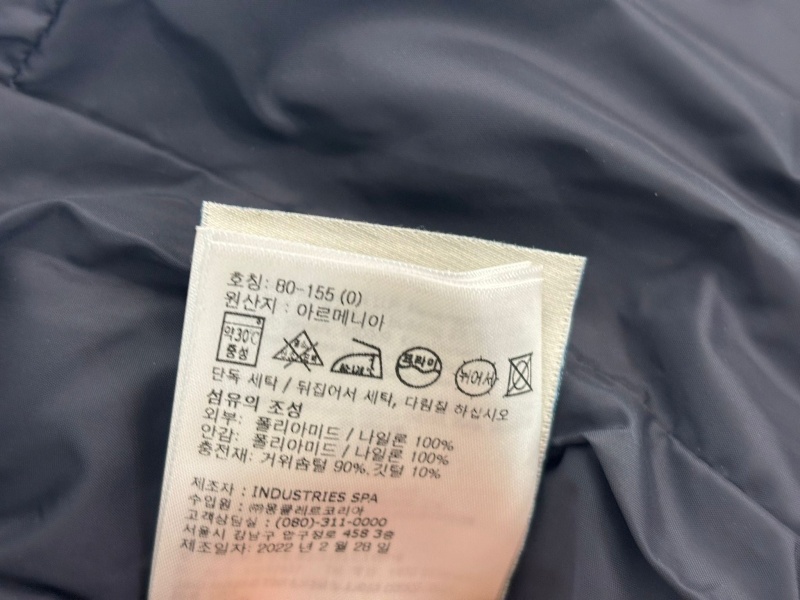 호칭: 80-155 (0)
원산지 : 아르메니아
약30℃
중성
드라이
뉘어서
단독 세탁 / 뒤집어서 세탁, 다림질 하십시오
섬유의 조성
외부: 폴리아미드 / 나일론 100%
안감: 폴리아미드 / 나일론 100%
충전재: 거위솜털 90%, 깃털 10%
제조자 : INDUSTRIES SPA
수입원 : ㈜몽클레르코리아
고객상담실 : (080)-311-0000
서울시 강남구 압구정로 458 3층
제조일자: 2022 년 2 월 28 일